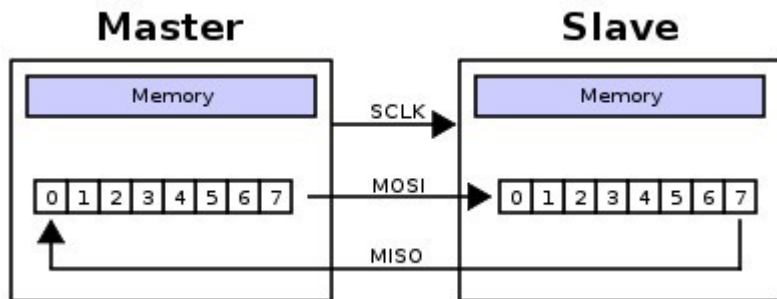 Master Slave
Memory Memory
SCLK
0 1 2 3 4 5 6 7 MOSI 0 1 2 3 4 5 6 7
MISO